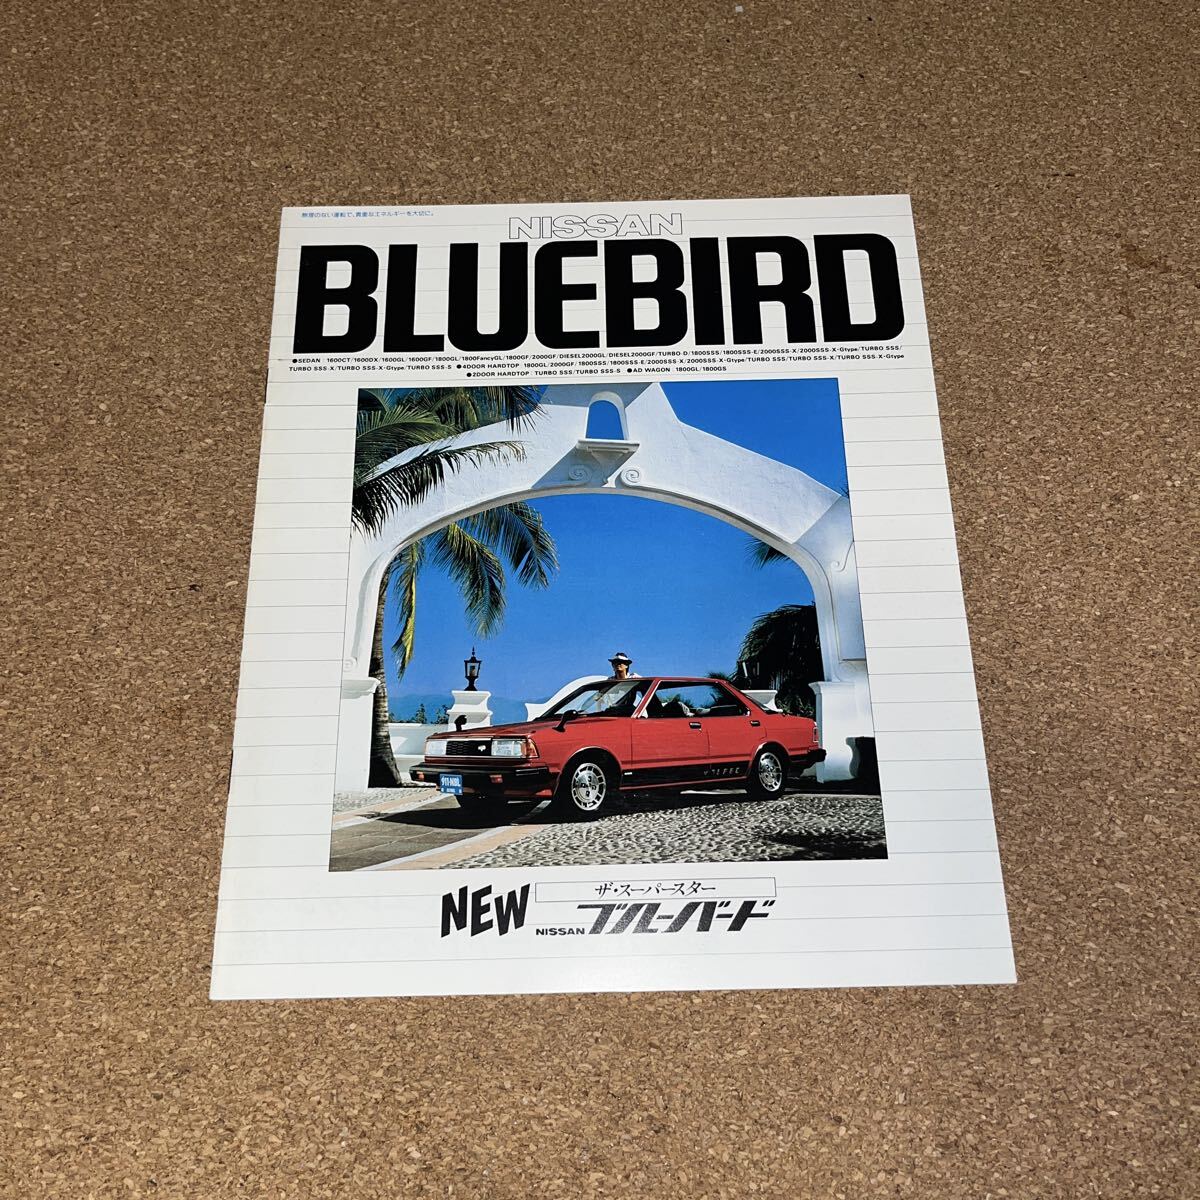 無理のない運転で、貴重なエネルギーを大切に。
NISSAN
BLUEBIRD
●SEDAN 1600CT/1600DX/1600GL/1600GF/1800GL/1800FancyGL/1800GF/2000GF/DIESEL2000GL/DIESEL2000GF/TURBO-D/1800SSS/1800SSS-E/2000SSS-X/2000SSS-X·Gtype/TURBO SSS/
TURBO SSS-X/TURBO SSS-X·Gtype/TURBO SSS-S ●4DOOR HARDTOP 1800GL/2000GF/1800SSS/1800SSS-E/2000SSS-X/2000SSS-X·Gtype/TURBO SSS/TURBO SSS-X/TURBO SSS-X·Gtype
●2DOOR HARDTOP TURBO SSS/TURBO SSS-S ●AD WAGON 1800GL/1800GS
911-NBL
NEW
ザ・スーパースター
NISSAN ブルーバード